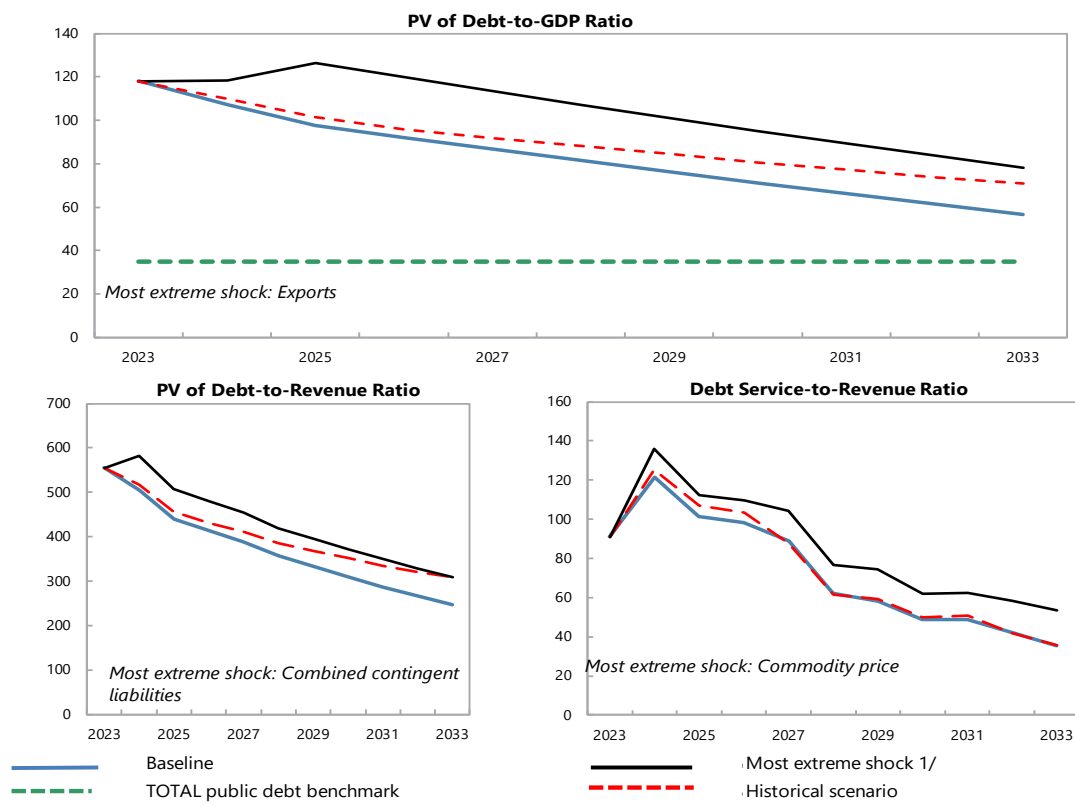 PV of Debt-to-GDP Ratio
140
120
100
80
60
40
20
0
Most extreme shock: Exports
2023 2025 2027 2029 2031 2033
PV of Debt-to-Revenue Ratio
700
600
500
400
300
200
100
0
Most extreme shock: Combined contingent
liabilities
2023 2025 2027 2029 2031 2033
Debt Service-to-Revenue Ratio
160
140
120
100
80
60
40
20
0
Most extreme shock: Commodity price
2023 2025 2027 2029 2031 2033
Baseline
TOTAL public debt benchmark
Most extreme shock 1/
Historical scenario